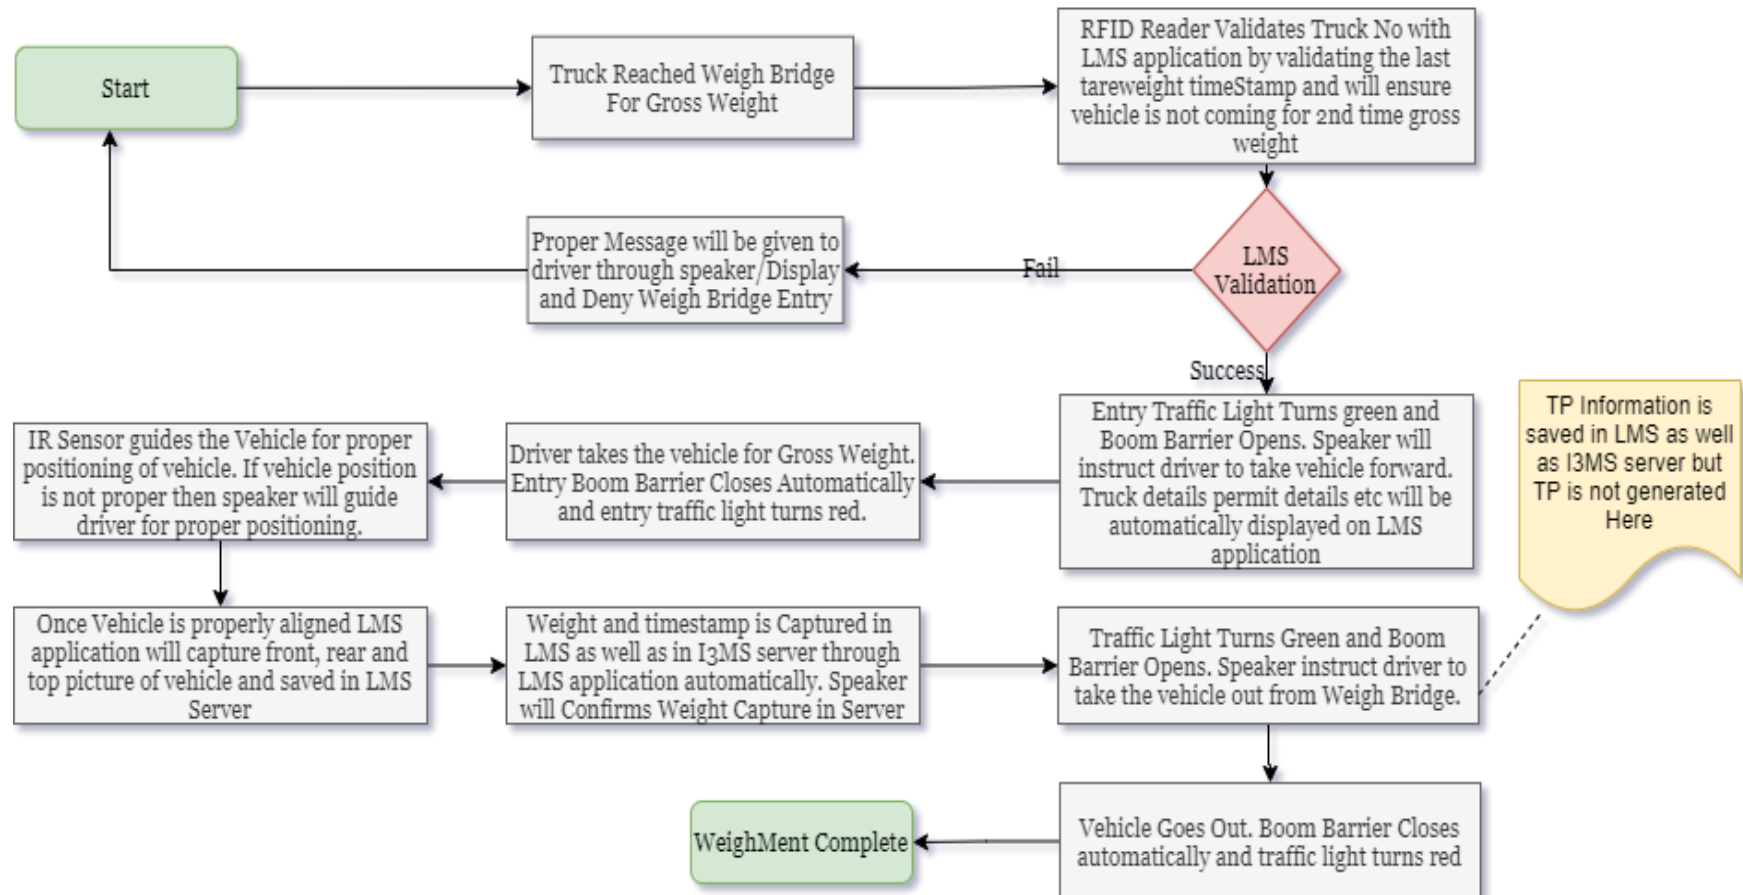 Start
Truck Reached Weigh Bridge
For Gross Weight
RFID Reader Validates Truck No with
LMS application by validating the last
tareweight timeStamp and will ensure
vehicle is not coming for 2nd time gross
weight
LMS
Validation
Fail
Proper Message will be given to
driver through speaker/Display
and Deny Weigh Bridge Entry
Success
Entry Traffic Light Turns green and
Boom Barrier Opens. Speaker will
instruct driver to take vehicle forward.
Truck details permit details etc will be
automatically displayed on LMS
application
Driver takes the vehicle for Gross Weight.
Entry Boom Barrier Closes Automatically
and entry traffic light turns red.
IR Sensor guides the Vehicle for proper
positioning of vehicle. If vehicle position
is not proper then speaker will guide
driver for proper positioning.
Once Vehicle is properly aligned LMS
application will capture front, rear and
top picture of vehicle and saved in LMS
Server
Weight and timestamp is Captured in
LMS as well as in I3MS server through
LMS application automatically. Speaker
will Confirms Weight Capture in Server
Traffic Light Turns Green and Boom
Barrier Opens. Speaker instruct driver to
take the vehicle out from Weigh Bridge.
TP Information is
saved in LMS as well
as I3MS server but
TP is not generated
Here
Vehicle Goes Out. Boom Barrier Closes
automatically and traffic light turns red
WeighMent Complete